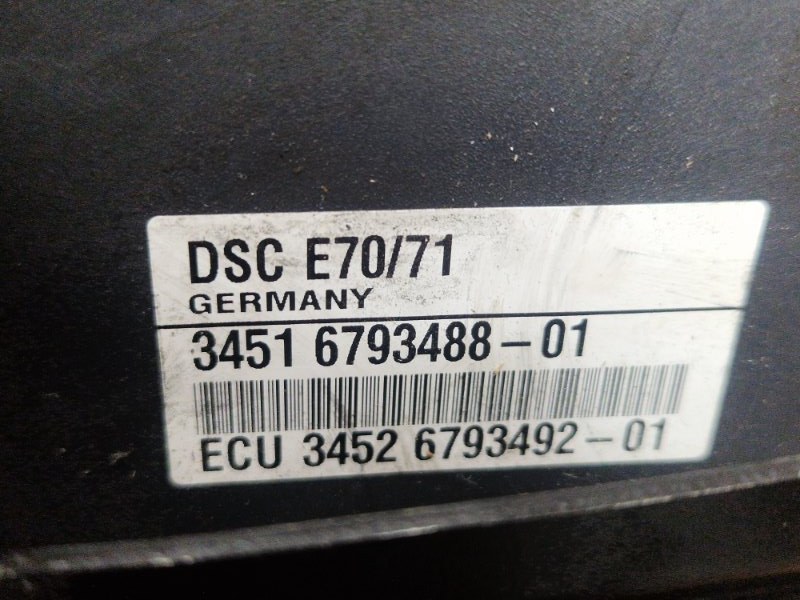 DSC E70/71
GERMANY
3451 6793488-01
ECU 3452 6793492-01